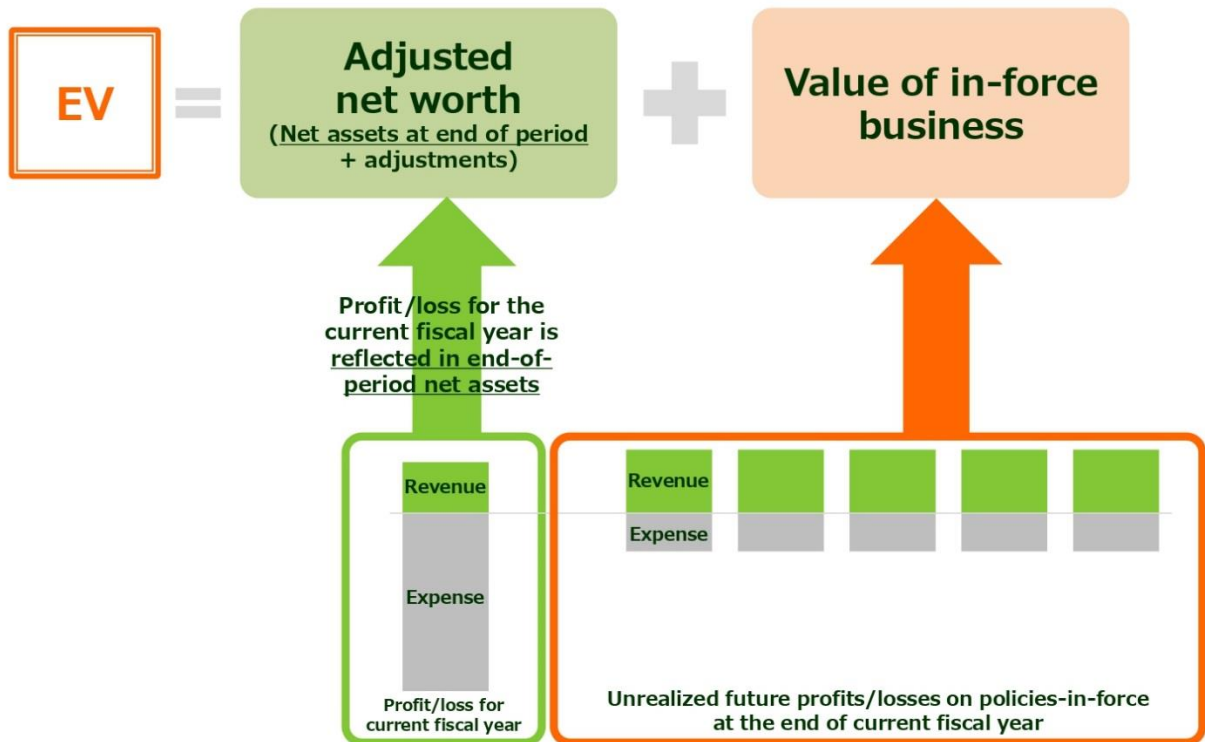 EV
=
Adjusted
net worth
(Net assets at end of period
+ adjustments)
+
Value of in-force
business
Profit/loss for the
current fiscal year is
reflected in end-of-
period net assets
Revenue
Expense
Profit/loss for
current fiscal year
Revenue
Expense
Unrealized future profits/losses on policies-in-force
at the end of current fiscal year